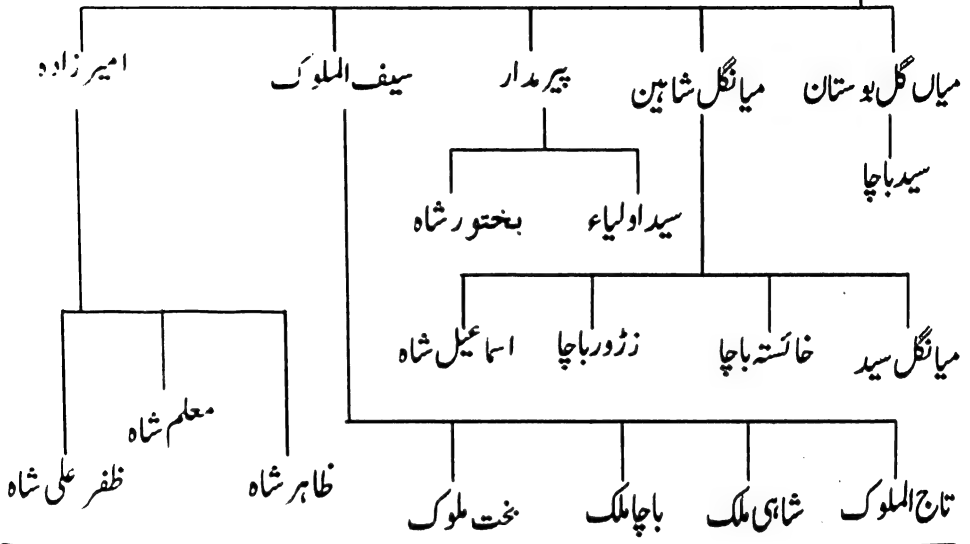 میاں گل بوستان
میانگل شاہین
پیر مدار
سیف الملوک
امیر زادہ
سید باچا
سید اولیاء
بختور شاہ
میانگل سید
خائستہ باچا
زڑور باچا
اسماعیل شاہ
ظاہر شاہ
معلم شاہ
ظفر علی شاہ
تاج الملوک
شاہی ملک
باچا ملک
بخت ملوک